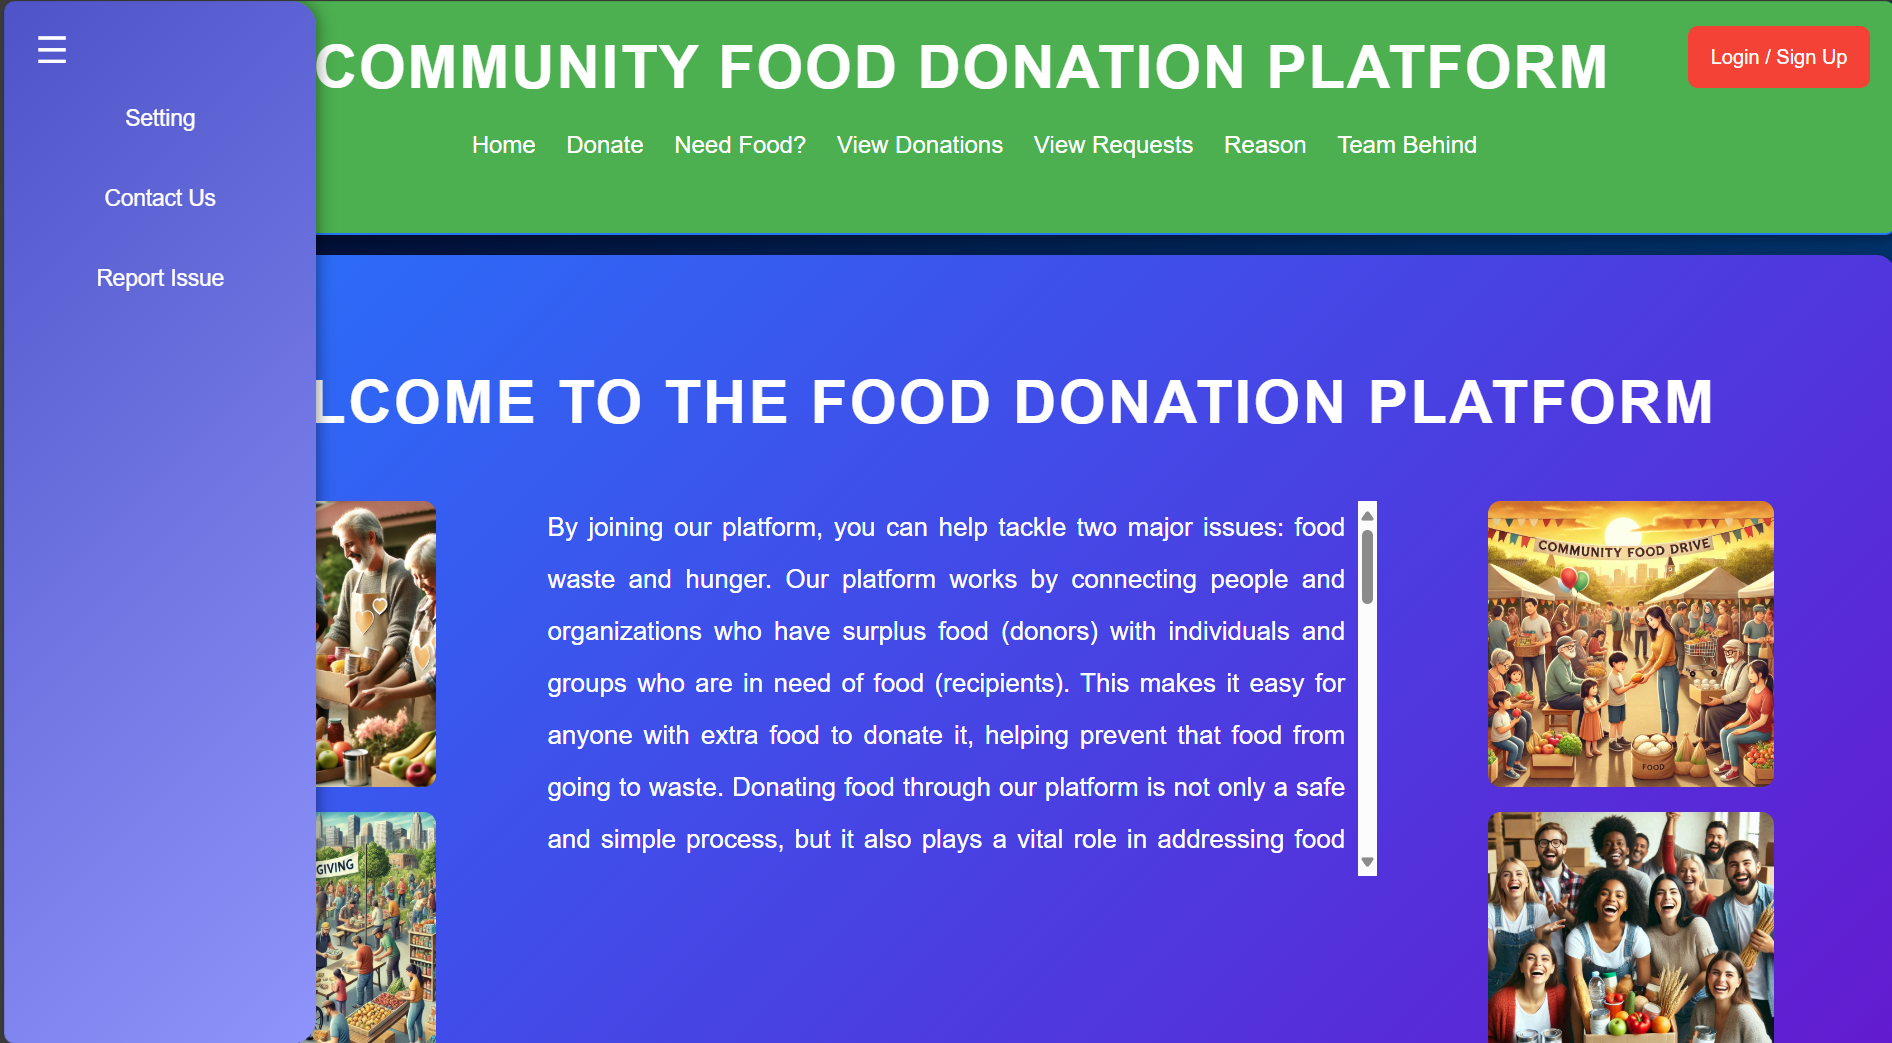 ☰
Setting
Contact Us
Report Issue
COMMUNITY FOOD DONATION PLATFORM
Login / Sign Up
Home Donate Need Food? View Donations View Requests Reason Team Behind
LCOME TO THE FOOD DONATION PLATFORM
By joining our platform, you can help tackle two major issues: food
waste and hunger. Our platform works by connecting people and
organizations who have surplus food (donors) with individuals and
groups who are in need of food (recipients). This makes it easy for
anyone with extra food to donate it, helping prevent that food from
going to waste. Donating food through our platform is not only a safe
and simple process, but it also plays a vital role in addressing food
COMMUNITY FOOD DRIVE
FOOD
GIVING